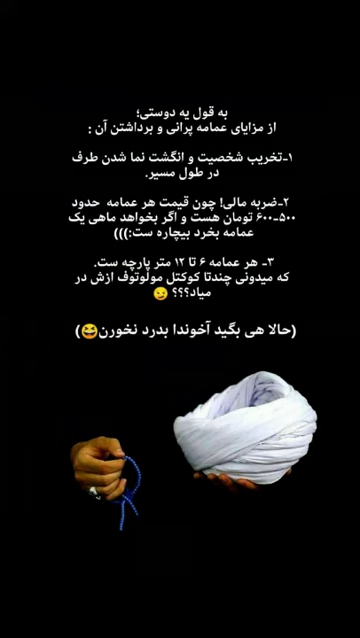 به قول یه دوستی؛
از مزایای عمامه پرانی و برداشتن آن :
۱-تخریب شخصیت و انگشت نما شدن طرف
در طول مسیر.
۲-ضربه مالی! چون قیمت هر عمامه حدود
۵۰۰-۶۰۰ تومان هست و اگر بخواهد ماهی یک
عمامه بخرد بیچاره ست:)))
۳- هر عمامه ۶ تا ۱۲ متر پارچه ست.
که میدونی چندتا کوکتل مولوتوف ازش در
میاد؟؟؟ 😏
(حالا هی بگید آخوندا بدرد نخورن😆)